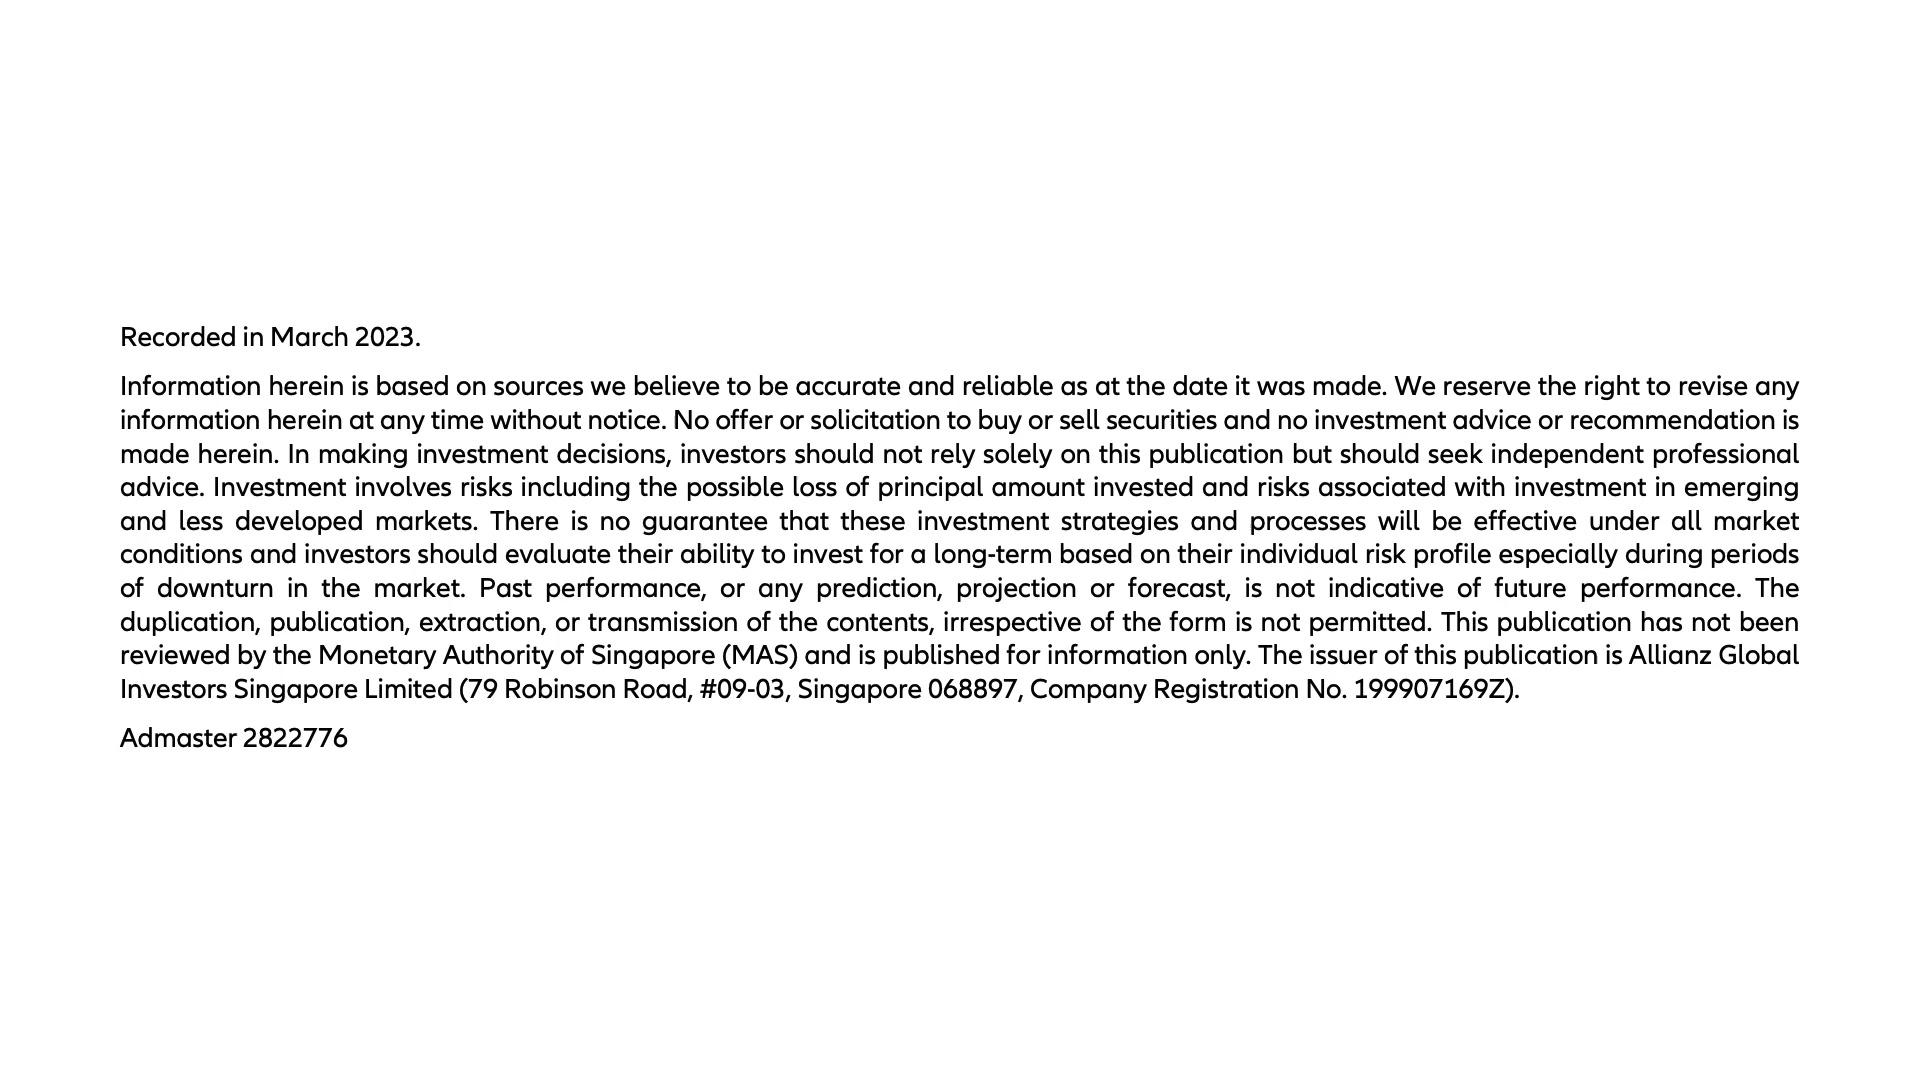 Recorded in March 2023.
Information herein is based on sources we believe to be accurate and reliable as at the date it was made. We reserve the right to revise any
information herein at any time without notice. No offer or solicitation to buy or sell securities and no investment advice or recommendation is
made herein. In making investment decisions, investors should not rely solely on this publication but should seek independent professional
advice. Investment involves risks including the possible loss of principal amount invested and risks associated with investment in emerging
and less developed markets. There is no guarantee that these investment strategies and processes will be effective under all market
conditions and investors should evaluate their ability to invest for a long-term based on their individual risk profile especially during periods
of downturn in the market. Past performance, or any prediction, projection or forecast, is not indicative of future performance. The
duplication, publication, extraction, or transmission of the contents, irrespective of the form is not permitted. This publication has not been
reviewed by the Monetary Authority of Singapore (MAS) and is published for information only. The issuer of this publication is Allianz Global
Investors Singapore Limited (79 Robinson Road, #09-03, Singapore 068897, Company Registration No. 199907169Z).
Admaster 2822776